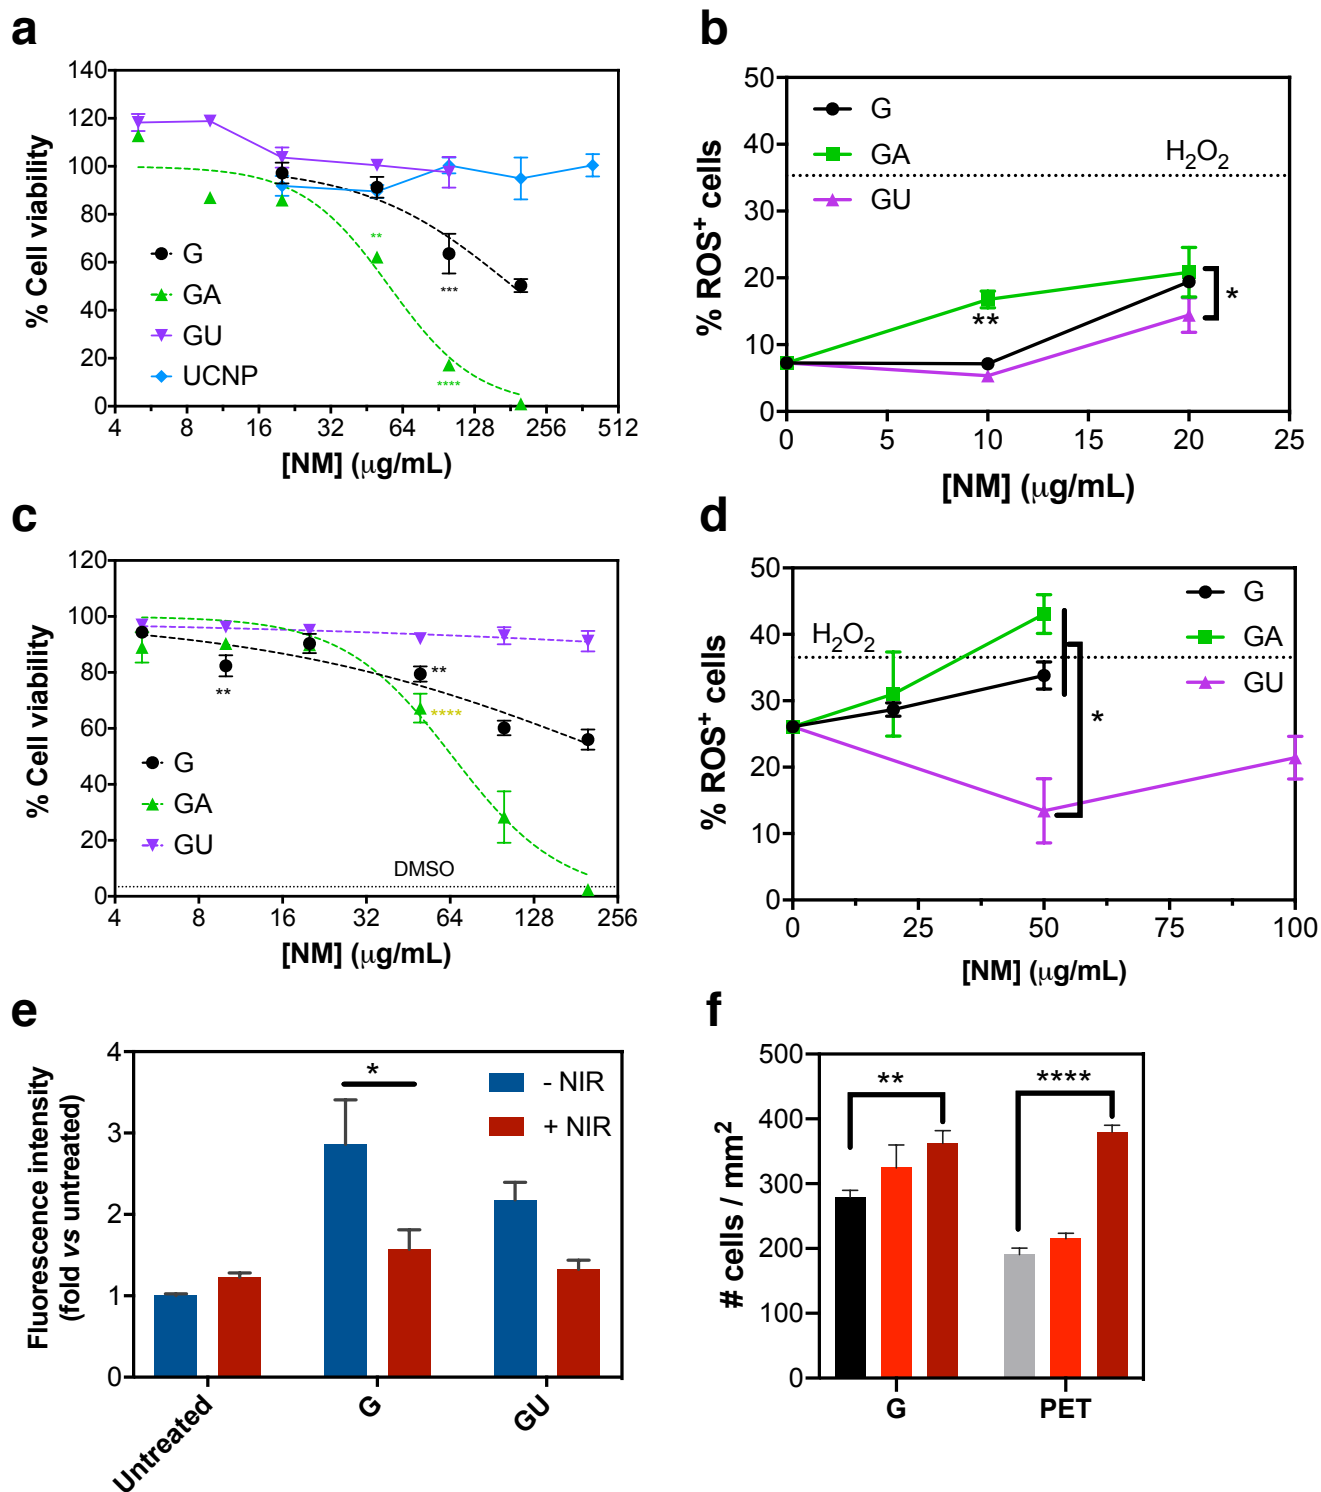 a
140
120
100
80
60
40
20
0
% Cell viability
G
GA
GU
UCNP
**
***
****
4 8 16 32 64 128 256 512
[NM] (μg/mL)
b
50
40
30
20
10
0
% ROS+ cells
G
GA
GU
H2O2
**
*
0 5 10 15 20 25
[NM] (μg/mL)
c
120
100
80
60
40
20
0
% Cell viability
**
**
****
G
GA
GU
DMSO
4 8 16 32 64 128 256
[NM] (μg/mL)
d
50
40
30
20
10
0
% ROS+ cells
H2O2
G
GA
GU
*
0 25 50 75 100
[NM] (μg/mL)
e
4
3
2
1
0
Fluorescence intensity
(fold vs untreated)
*
- NIR
+ NIR
Untreated G GU
f
500
400
300
200
100
0
# cells / mm2
**
****
G PET